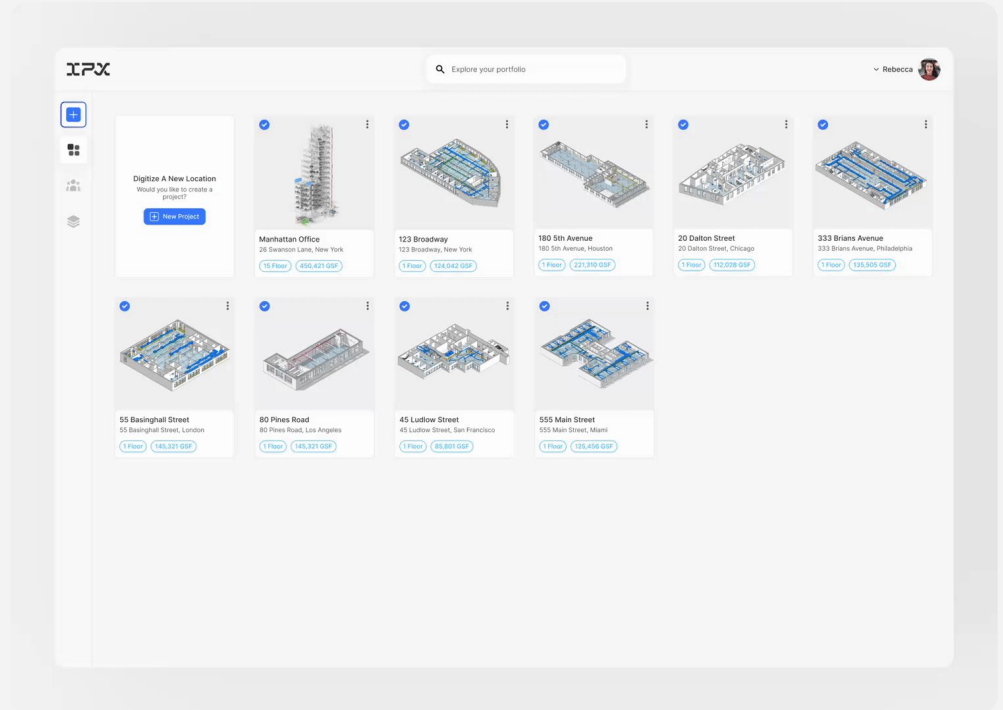 IPX
Explore your portfolio
Rebecca
Digitize A New Location
Would you like to create a
project?
New Project
Manhattan Office
26 Swanson Lane, New York
15 Floor
450,421 GSF
123 Broadway
123 Broadway, New York
1 Floor
124,042 GSF
180 5th Avenue
180 5th Avenue, Houston
1 Floor
221,310 GSF
20 Dalton Street
20 Dalton Street, Chicago
1 Floor
112,028 GSF
333 Brians Avenue
333 Brians Avenue, Philadelphia
1 Floor
135,505 GSF
55 Basinghall Street
55 Basinghall Street, London
1 Floor
145,321 GSF
80 Pines Road
80 Pines Road, Los Angeles
1 Floor
145,321 GSF
45 Ludlow Street
45 Ludlow Street, San Francisco
1 Floor
85,801 GSF
555 Main Street
555 Main Street, Miami
1 Floor
125,458 GSF